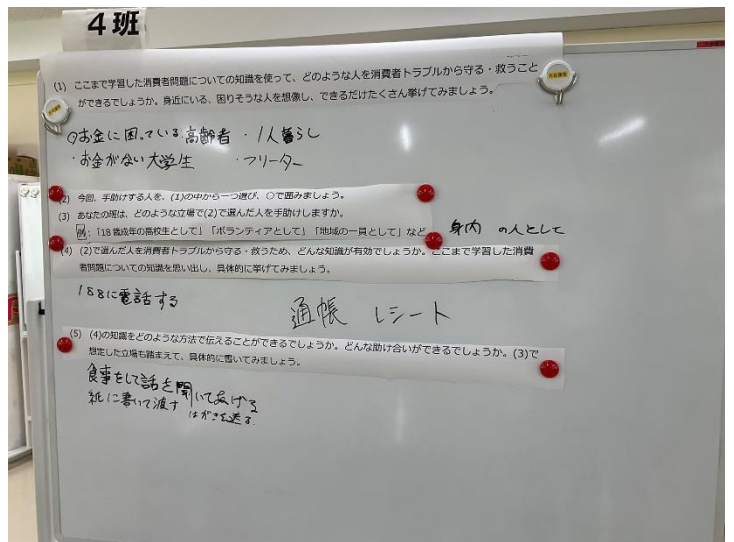 4班
(1) ここまで学習した消費者問題についての知識を使って、どのような人を消費者トラブルから守る・救うこと
ができるでしょうか。身近にいる、困りそうな人を想像し、できるだけたくさん挙げてみましょう。
○お金に困っている高齢者 ・1人暮らし
・お金がない大学生 ・フリーター
(2) 今回、手助けする人を、(1)の中から一つ選び、○で囲みましょう。
(3) あなたの班は、どのような立場で(2)で選んだ人を手助けしますか。
例:「18歳成年の高校生として」「ボランティアとして」「地域の一員として」など
身内の人として
(4) (2)で選んだ人を消費者トラブルから守る・救うため、どんな知識が有効でしょうか。ここまで学習した消費
者問題についての知識を思い出し、具体的に挙げてみましょう。
188に電話する
通帳 レシート
(5) (4)の知識をどのような方法で伝えることができるでしょうか。どんな助け合いができるでしょうか。(3)で
想定した立場も踏まえて、具体的に書いてみましょう。
食事をして話を聞いてあげる
紙に書いて渡す はがきを送る